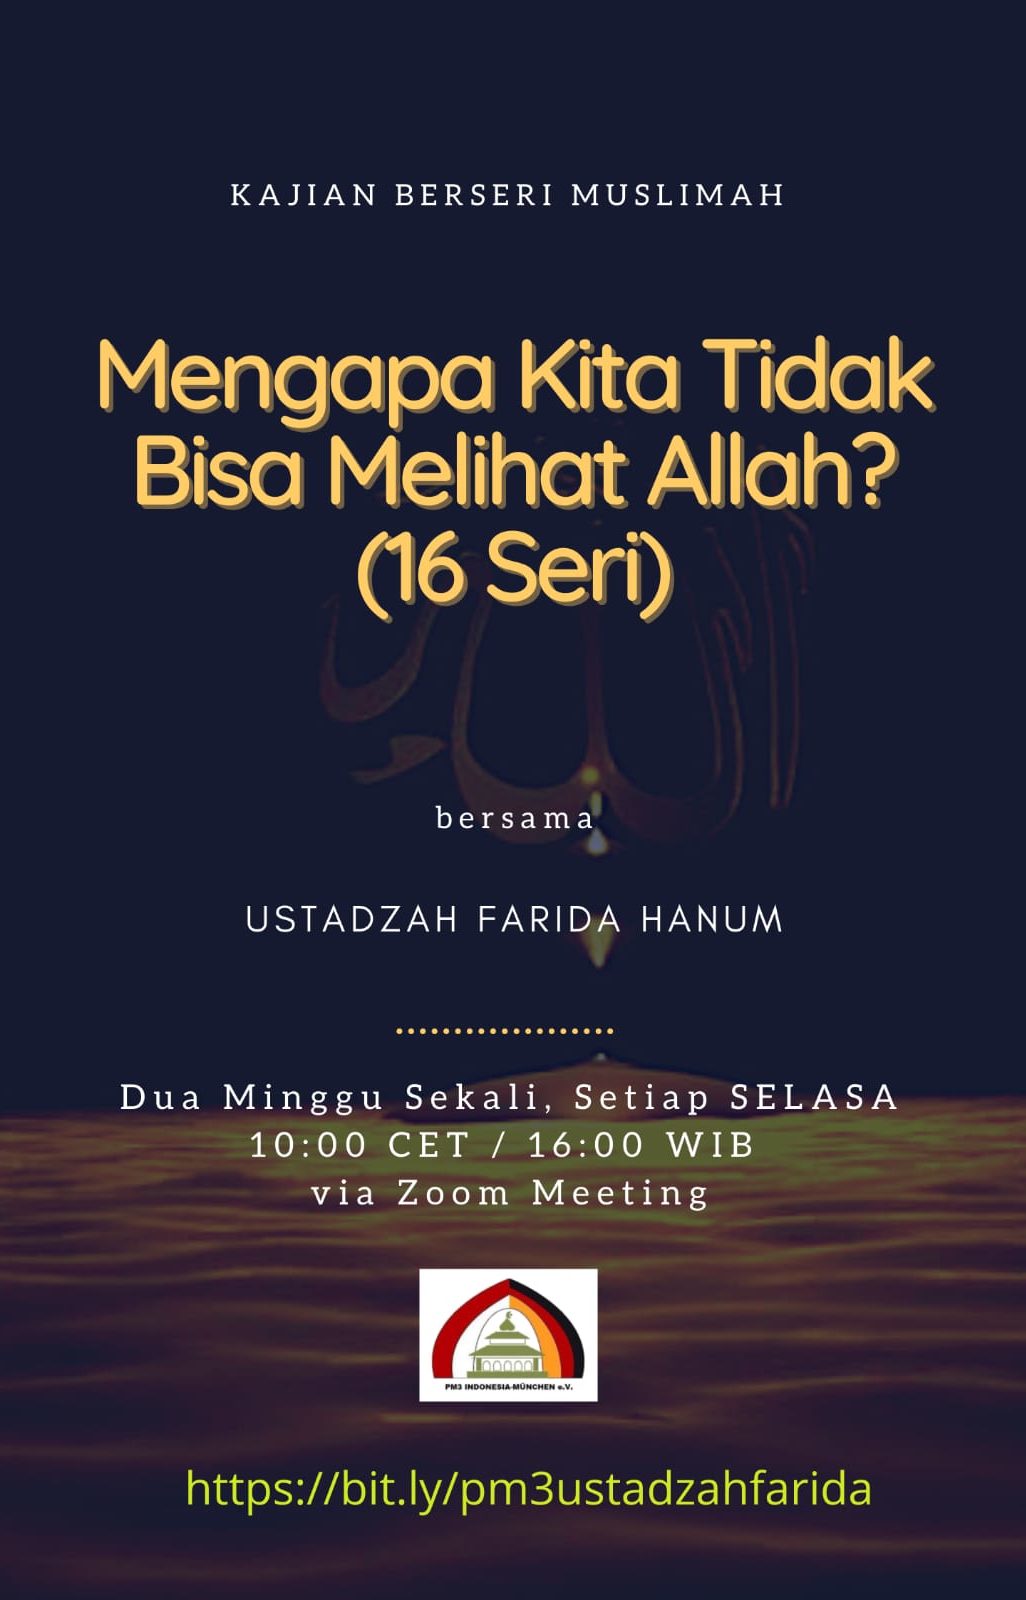 KAJIAN BERSERI MUSLIMAH
Mengapa Kita Tidak
Bisa Melihat Allah?
(16 Seri)
bersama
USTADZAH FARIDA HANUM
Dua Minggu Sekali, Setiap SELASA
10:00 CET / 16:00 WIB
via Zoom Meeting
PM3 INDONESIA-MÜNCHEN e.V.
https://bit.ly/pm3ustadzahfarida